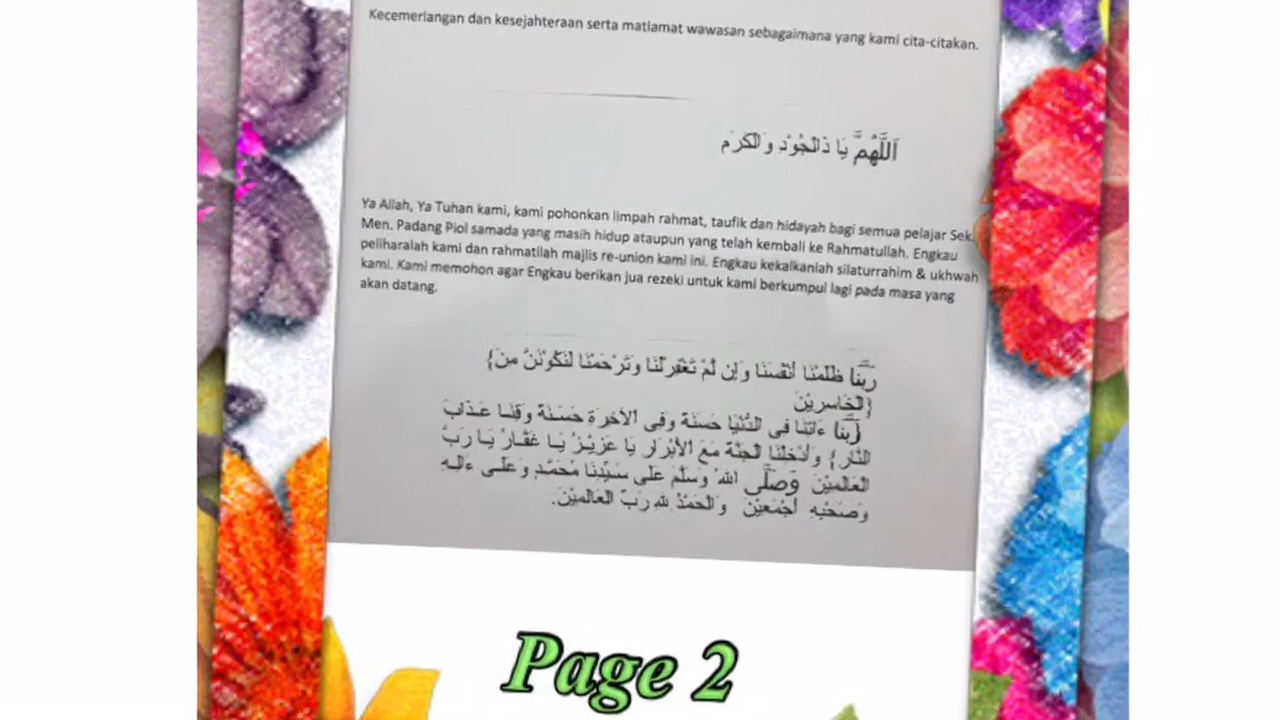 Kecemerlangan dan kesejahteraan serta matlamat wawasan sebagaimana yang kami cita-citakan.
اَللَّهُمَّ يَا ذَالْجُوْدِ وَالْكَرَمِ
Ya Allah, Ya Tuhan kami, kami pohonkan limpah rahmat, taufik dan hidayah bagi semua pelajar Sek.
Men. Padang Piol samada yang masih hidup ataupun yang telah kembali ke Rahmatullah. Engkau
peliharalah kami dan rahmatilah majlis re-union kami ini. Engkau kekalkanlah silaturrahim & ukhwah
kami. Kami memohon agar Engkau berikan jua rezeki untuk kami berkumpul lagi pada masa yang
akan datang.
رَبَّنَا ظَلَمْنَا أَنْفُسَنَا وَإِن لَمْ تَغْفِرْلَنَا وَتَرْحَمْنَا لَنَكُوْنَنَّ مِنَ}
{الْخَاسِرِيْنَ
{رَبَّنَا ءَاتِنَا فِى الدُّنْيَا حَسَنَة وَفِى الأَخِرَةِ حَسَنَة وَقِنَا عَذَابَ
النَّار} وَأَدْخِلْنَا الْجَنَّة مَعَ الأَبْرَار يَا عَزِيْزُ يَا غَفَّارُ يَا رَبَّ
الْعَالَمِيْنَ وَصَلَّى اللهُ وَسَلَّمَ عَلَى سَيِّدِنَا مُحَمَّدٍ وَعَلَى ءَالِهِ
وَصَحْبِهِ أَجْمَعِيْنَ وَالْحَمْدُ لِلهِ رَبِّ الْعَالَمِيْنَ.
Page 2